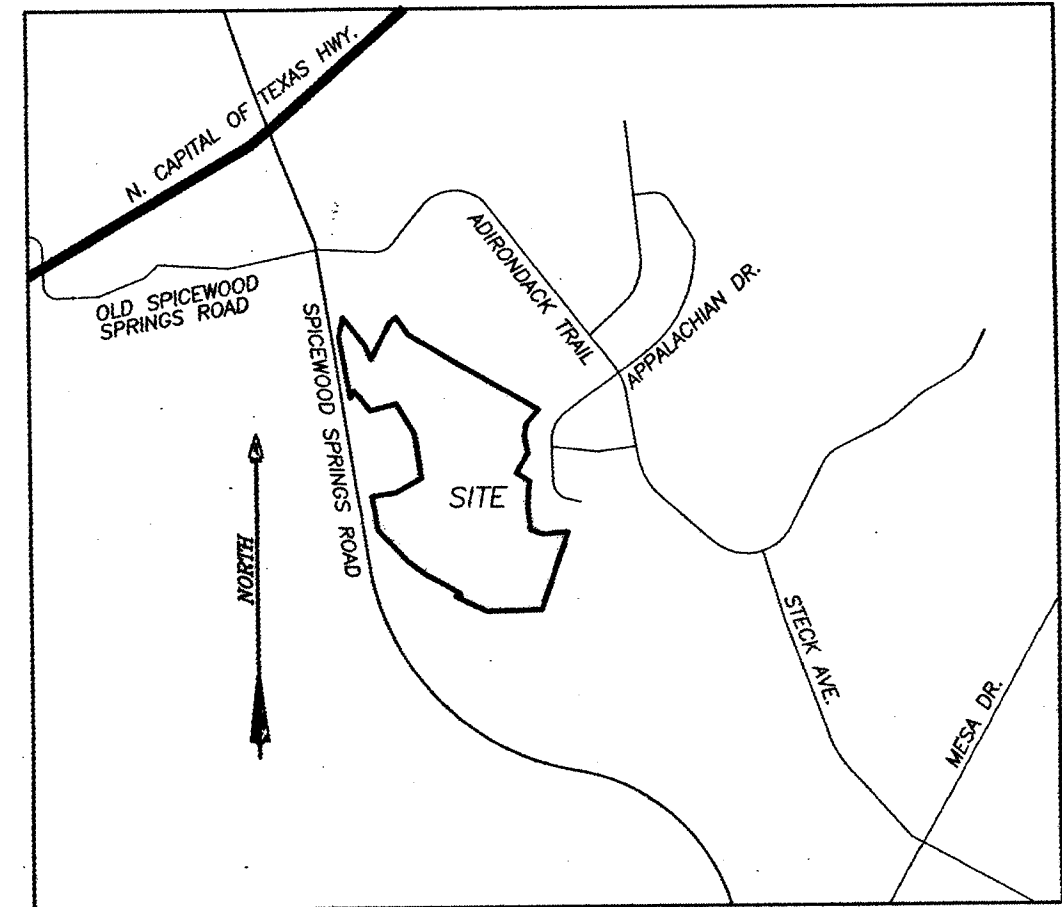 N. CAPITAL OF TEXAS HWY.
ADIRONDACK TRAIL
APPALACHIAN DR.
OLD SPICEWOOD
SPRINGS ROAD
SPICEWOOD SPRINGS ROAD
SITE
NORTH
STECK AVE.
MESA DR.